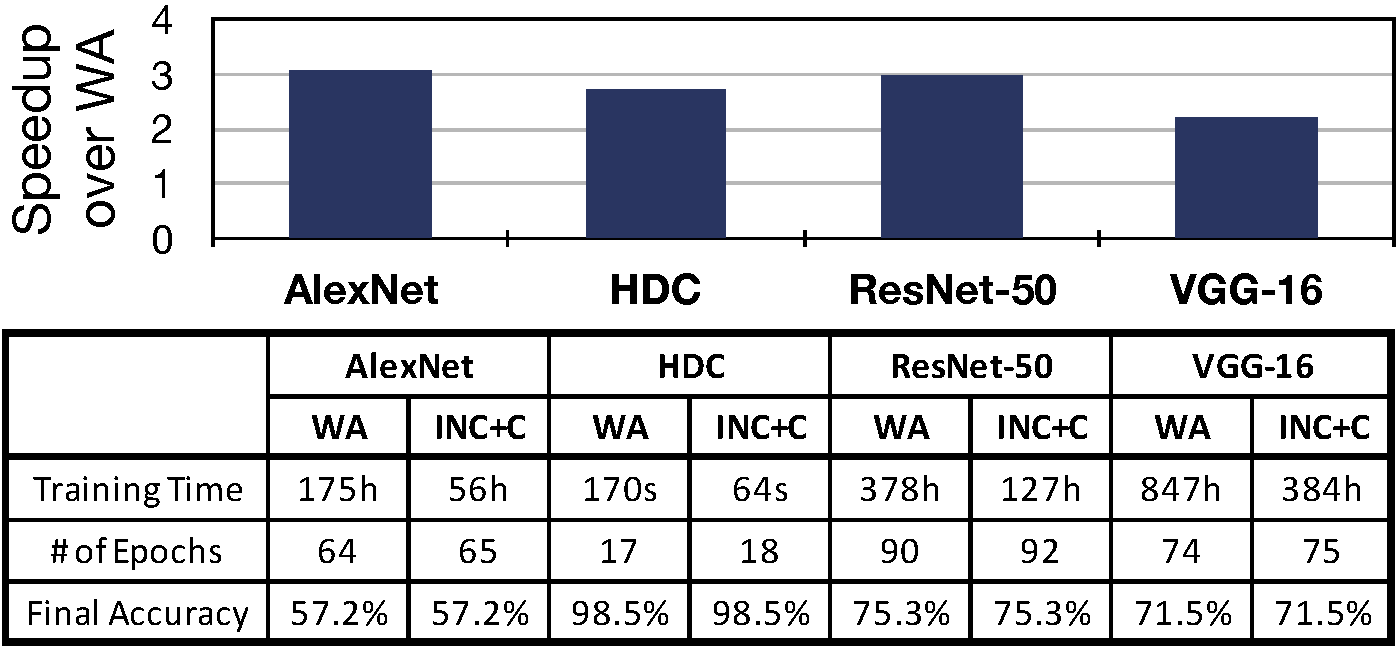 Speedup
over WA
4
3
2
1
0
AlexNet HDC ResNet-50 VGG-16
AlexNet HDC ResNet-50 VGG-16
WA INC+C WA INC+C WA INC+C WA INC+C
Training Time 175h 56h 170s 64s 378h 127h 847h 384h
# of Epochs 64 65 17 18 90 92 74 75
Final Accuracy 57.2% 57.2% 98.5% 98.5% 75.3% 75.3% 71.5% 71.5%